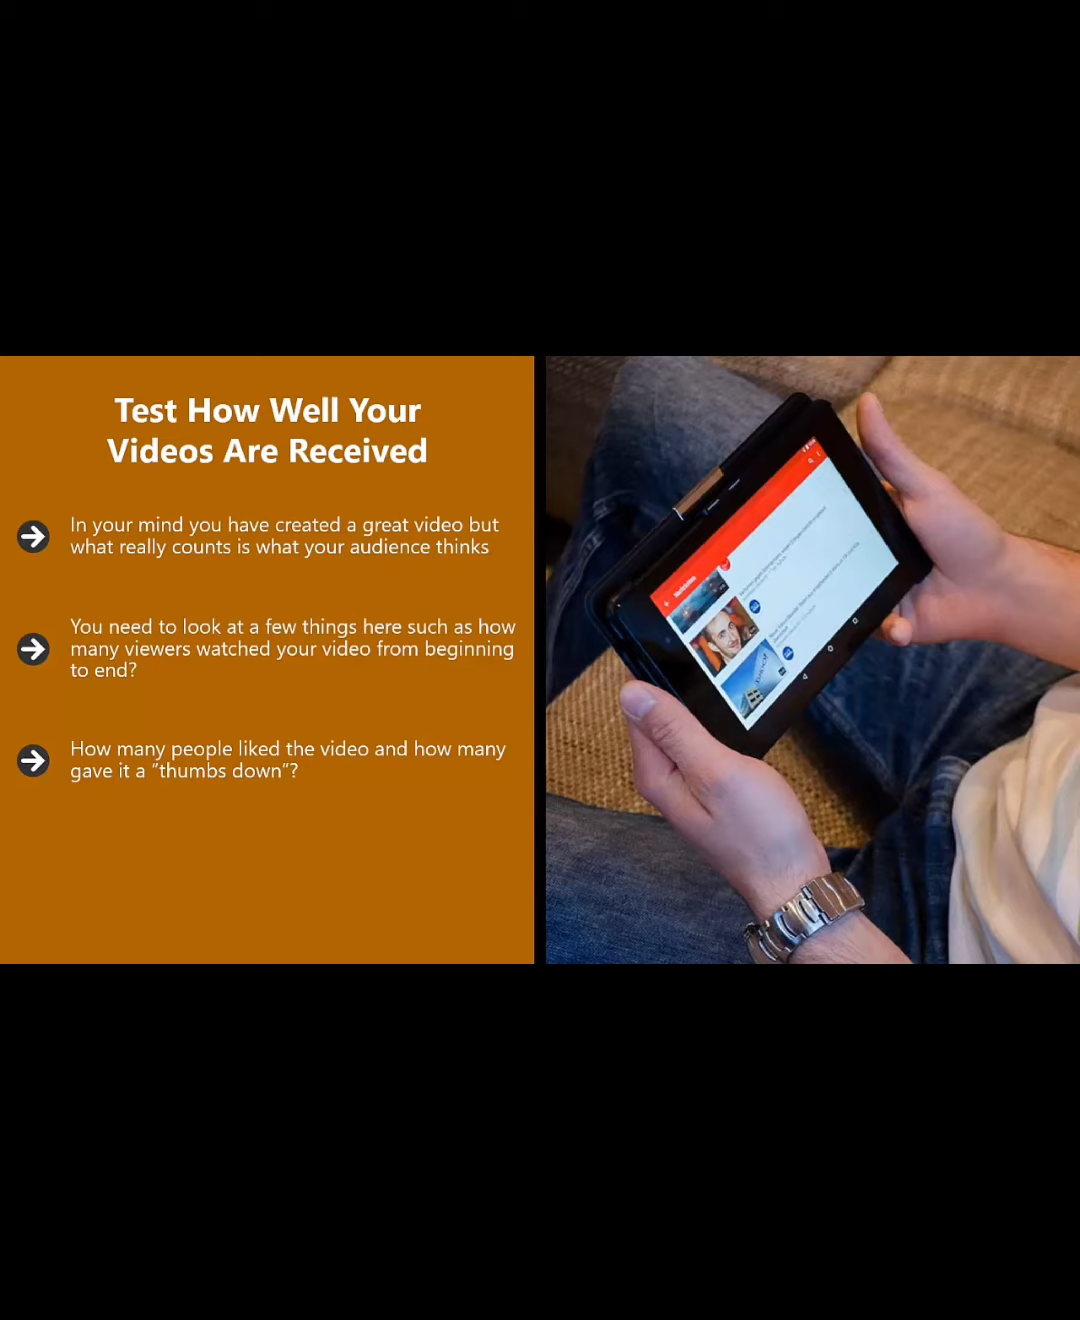 Test How Well Your
Videos Are Received
In your mind you have created a great video but
what really counts is what your audience thinks
You need to look at a few things here such as how
many viewers watched your video from beginning
to end?
How many people liked the video and how many
gave it a "thumbs down"?